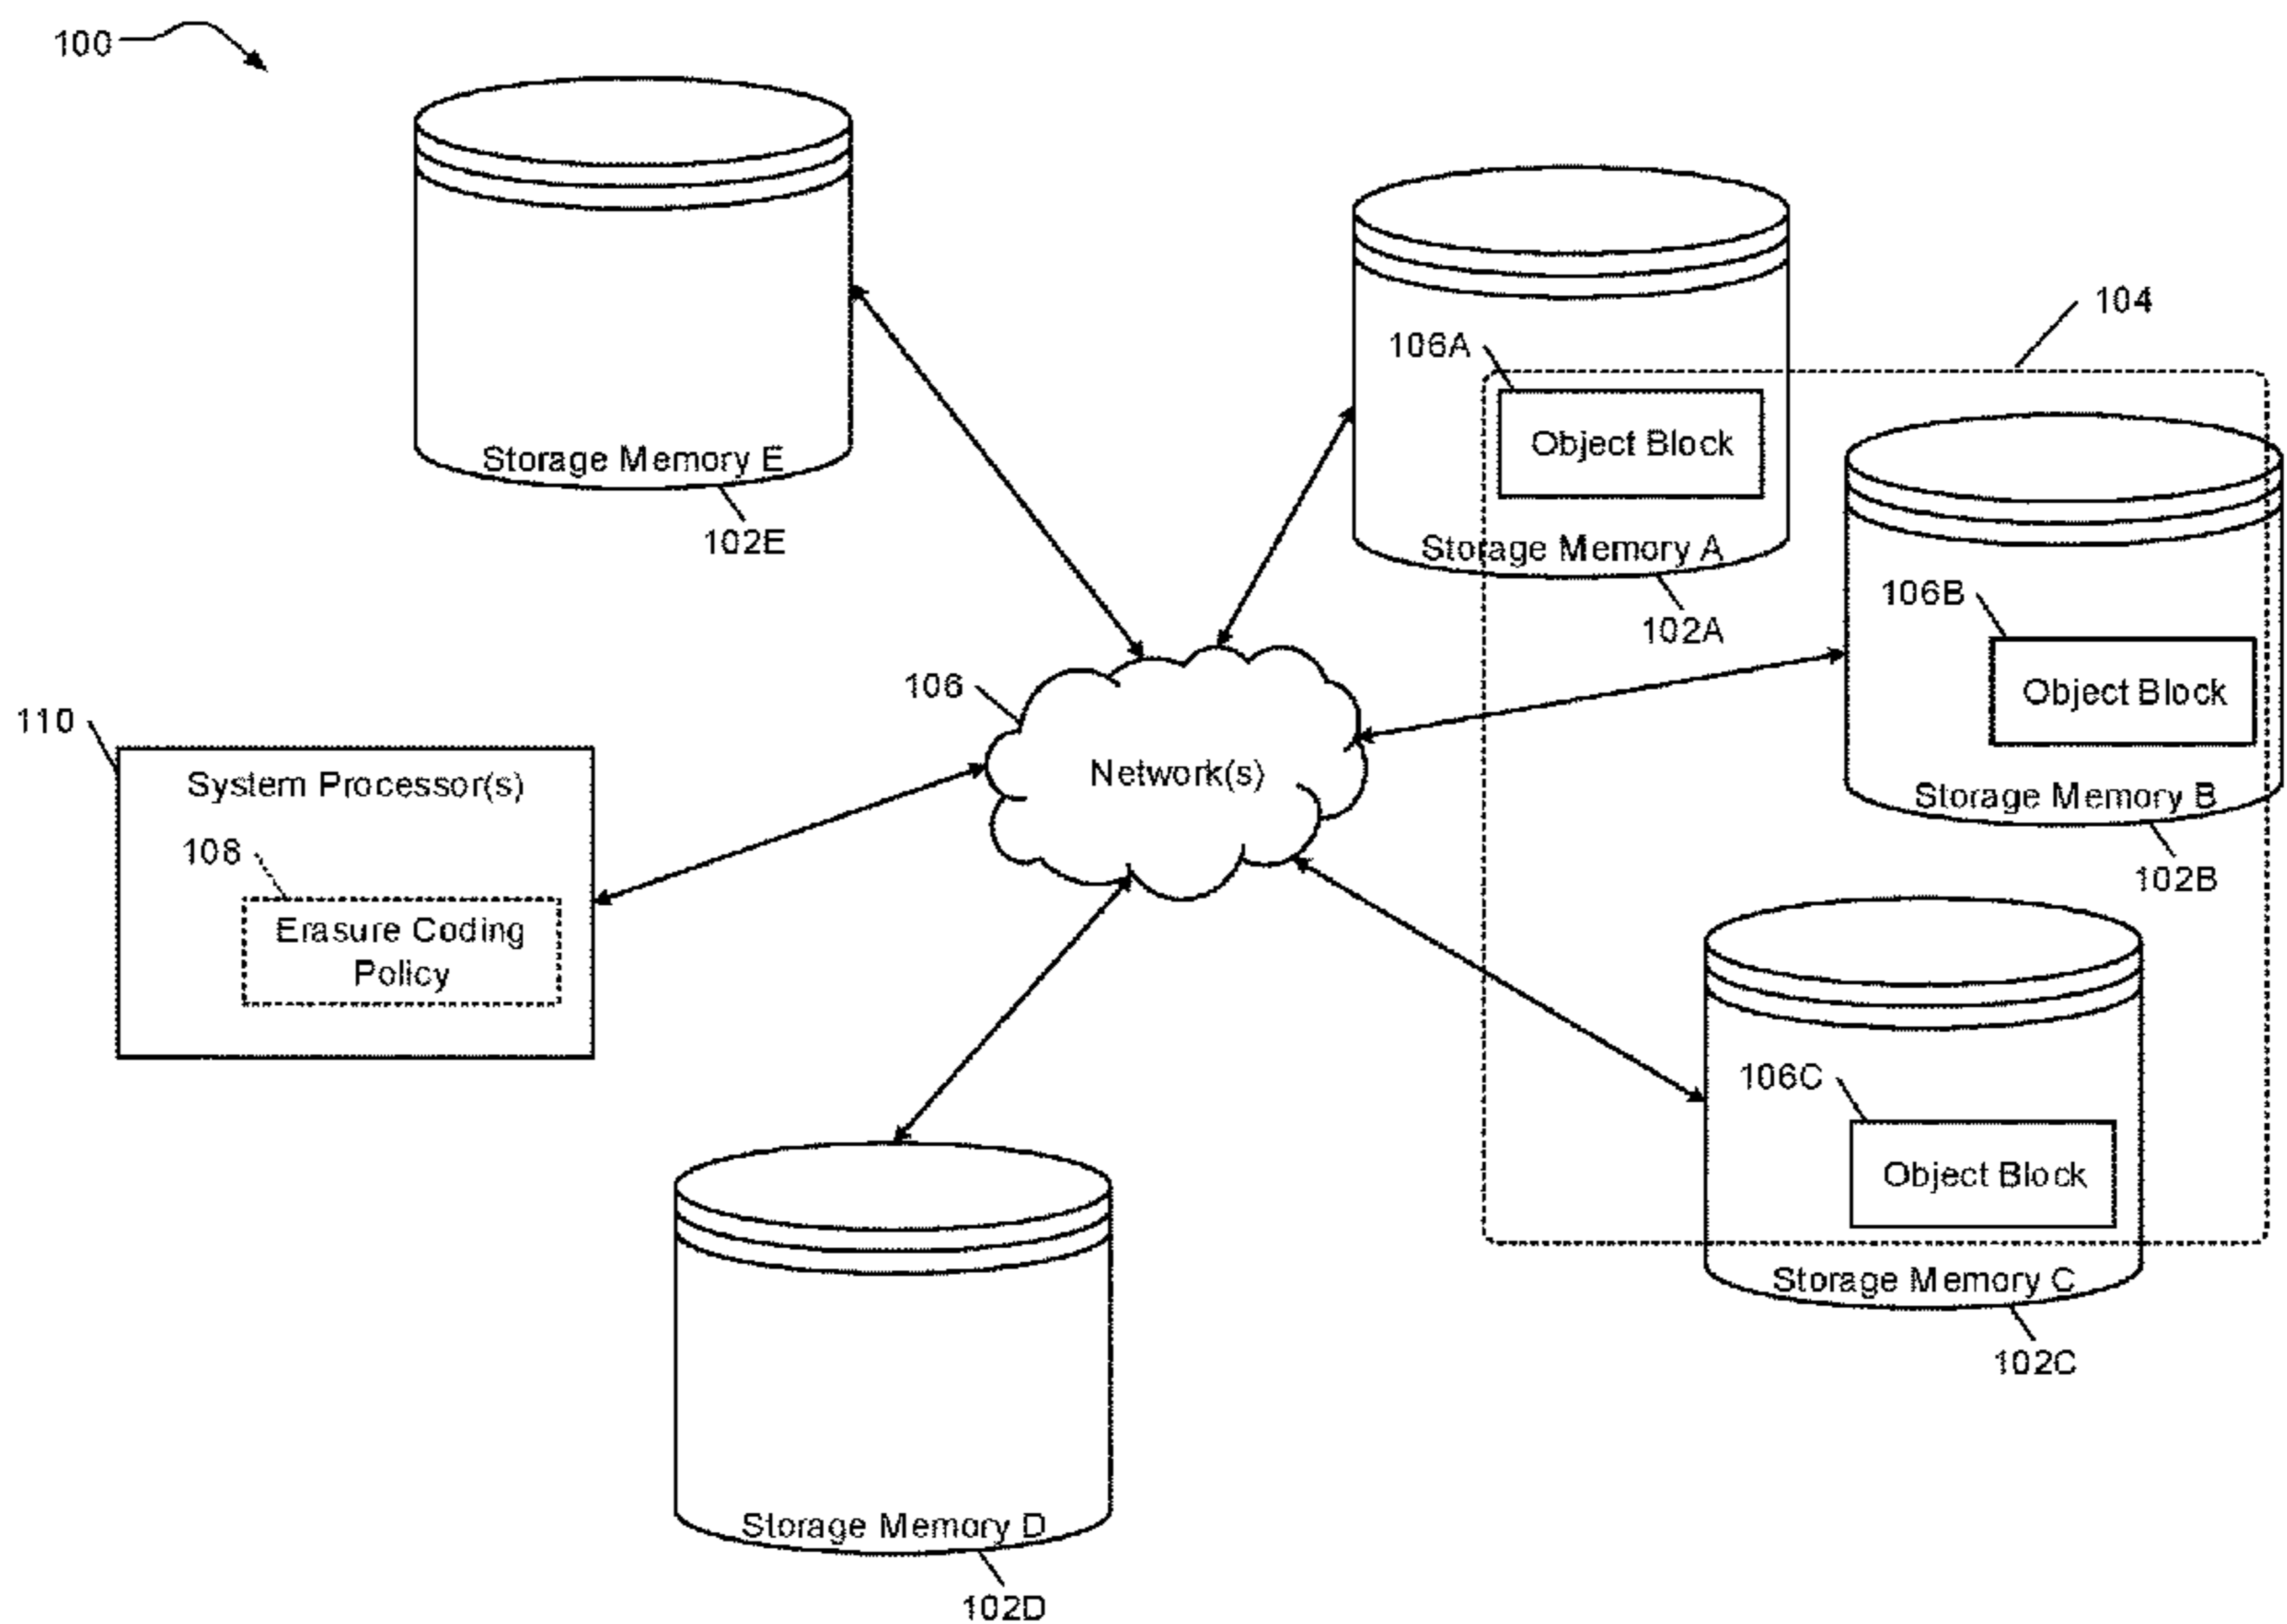 100
104
106A
Object Block
Storage Memory E
102E
Storage Memory A
102A
106B
Object Block
106
110
Network(s)
System Processor(s)
Storage Memory B
108
102B
Erasure Coding
Policy
106C
Object Block
Storage Memory C
102C
Storage Memory D
102D